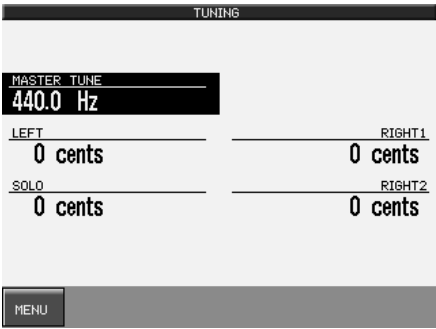 TUNING
MASTER TUNE
440.0 Hz
LEFT RIGHT1
0 cents 0 cents
SOLO RIGHT2
0 cents 0 cents
MENU